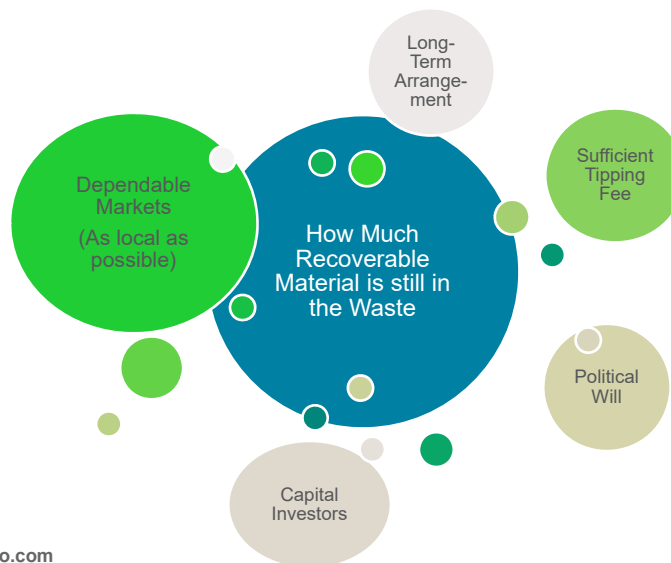 Long-
Term
Arrange-
ment
Sufficient
Tipping
Fee
Dependable
Markets
(As local as
possible)
How Much
Recoverable
Material is still in
the Waste
Political
Will
Capital
Investors
o.com